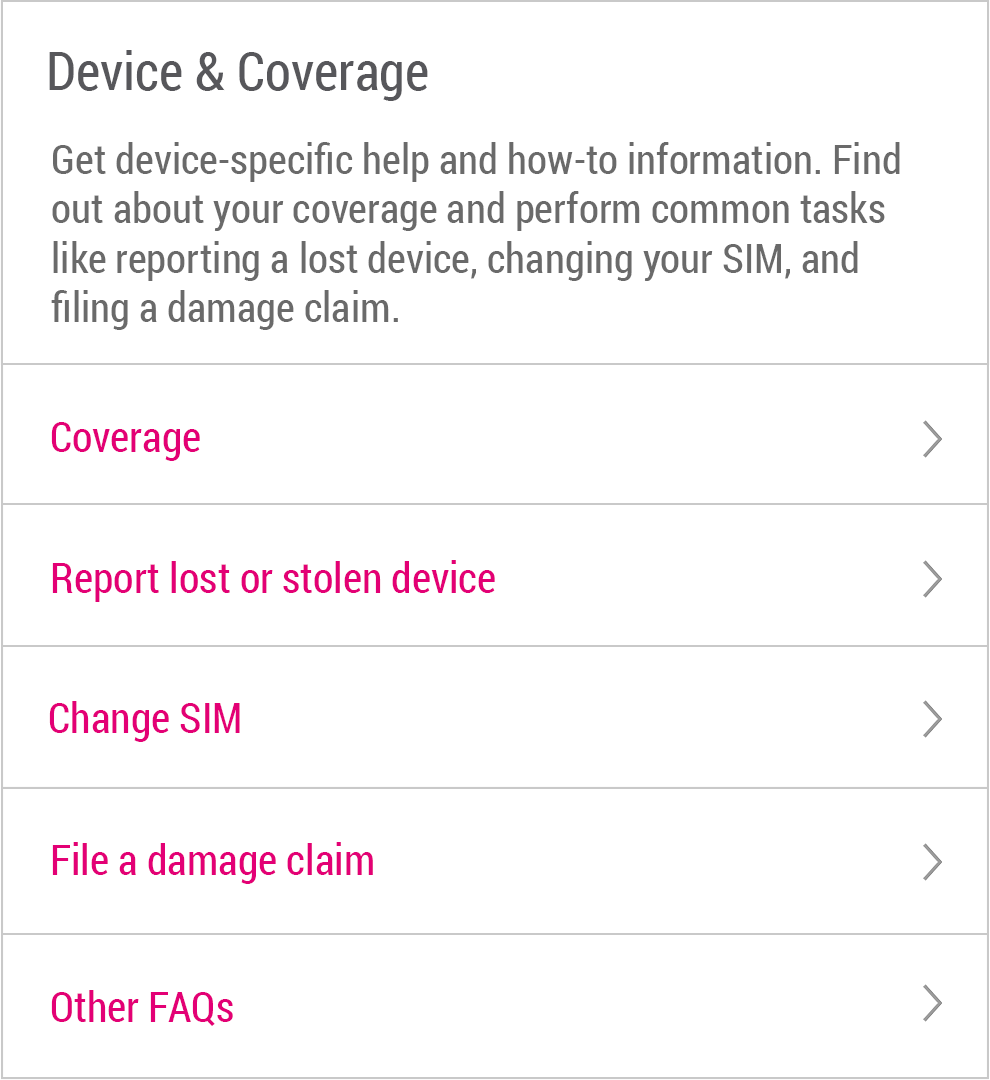 Device & Coverage
Get device-specific help and how-to information. Find
out about your coverage and perform common tasks
like reporting a lost device, changing your SIM, and
filing a damage claim.
Coverage
Report lost or stolen device
Change SIM
File a damage claim
Other FAQs